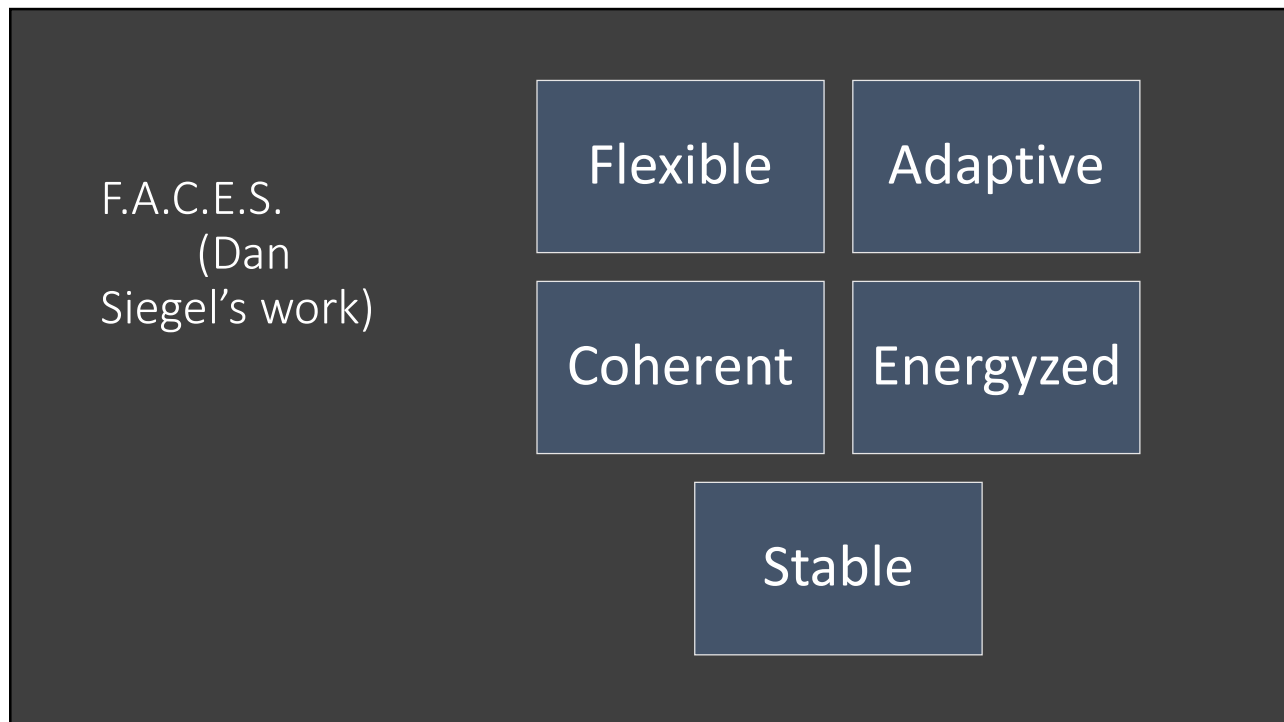 F.A.C.E.S.
(Dan
Siegel’s work)
Flexible
Adaptive
Coherent
Energyzed
Stable